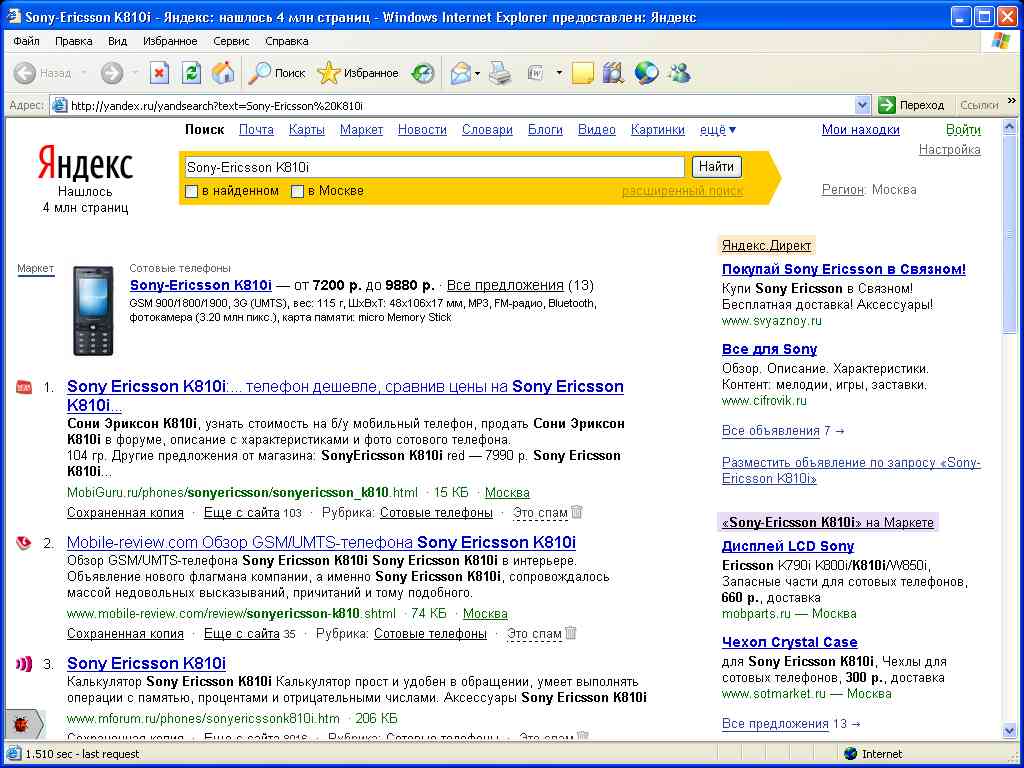 Sony-Ericsson K810i - Яндекс: нашлось 4 млн страниц - Windows Internet Explorer предоставлен: Яндекс
Файл Правка Вид Избранное Сервис Справка
Назад Поиск Избранное
Адрес: http://yandex.ru/yandsearch?text=Sony-Ericsson%20K810i Переход Ссылки »
Поиск Почта Карты Маркет Новости Словари Блоги Видео Картинки ещё ▼ Мои находки Войти
Настройка
Яндекс
Sony-Ericsson K810i Найти
Нашлось
4 млн страниц
в найденном в Москве расширенный поиск
Регион: Москва
Маркет
Сотовые телефоны
Sony-Ericsson K810i — от 7200 р. до 9880 р. · Все предложения (13)
GSM 900/1800/1900, 3G (UMTS), вес: 115 г, ШxВxТ: 48x106x17 мм, MP3, FM-радио, Bluetooth,
фотокамера (3.20 млн пикс.), карта памяти: micro Memory Stick
1. Sony Ericsson K810i:... телефон дешевле, сравнив цены на Sony Ericsson
K810i...
Сони Эриксон K810i, узнать стоимость на б/у мобильный телефон, продать Сони Эриксон
K810i в форуме, описание с характеристиками и фото сотового телефона.
104 гр. Другие предложения от магазина: SonyEricsson K810i red — 7990 р. Sony Ericsson
K810i...
MobiGuru.ru/phones/sonyericsson/sonyericsson_k810.html · 15 КБ · Москва
Сохраненная копия · Еще с сайта 103 · Рубрика: Сотовые телефоны · Это спам
2. Mobile-review.com Обзор GSM/UMTS-телефона Sony Ericsson K810i
Обзор GSM/UMTS-телефона Sony Ericsson K810i Sony Ericsson K810i в интерьере.
Объявление нового флагмана компании, а именно Sony Ericsson K810i, сопровождалось
массой недовольных высказываний, причитаний и тому подобного.
www.mobile-review.com/review/sonyericsson-k810.shtml · 74 КБ · Москва
Сохраненная копия · Еще с сайта 35 · Рубрика: Сотовые телефоны · Это спам
3. Sony Ericsson K810i
Калькулятор Sony Ericsson K810i Калькулятор прост и удобен в обращении, умеет выполнять
операции с памятью, процентами и отрицательными числами. Аксессуары Sony Ericsson K810i
www.mforum.ru/phones/sonyericssonk810i.htm · 206 КБ
Сохраненная копия · Еще с сайта 8016 · Рубрика: Сотовые телефоны · Это спам
Яндекс.Директ
Покупай Sony Ericsson в Связном!
Купи Sony Ericsson в Связном!
Бесплатная доставка! Аксессуары!
www.svyaznoy.ru
Все для Sony
Обзор. Описание. Характеристики.
Контент: мелодии, игры, заставки.
www.cifrovik.ru
Все объявления 7 →
Разместить объявление по запросу «Sony-
Ericsson K810i»
«Sony-Ericsson K810i» на Маркете
Дисплей LCD Sony
Ericsson K790i K800i/K810i/W850i,
Запасные части для сотовых телефонов,
660 р., доставка
mobparts.ru — Москва
Чехол Crystal Case
для Sony Ericsson K810i, Чехлы для
сотовых телефонов, 300 р., доставка
www.sotmarket.ru — Москва
Все предложения 13 →
1.510 sec - last request Internet